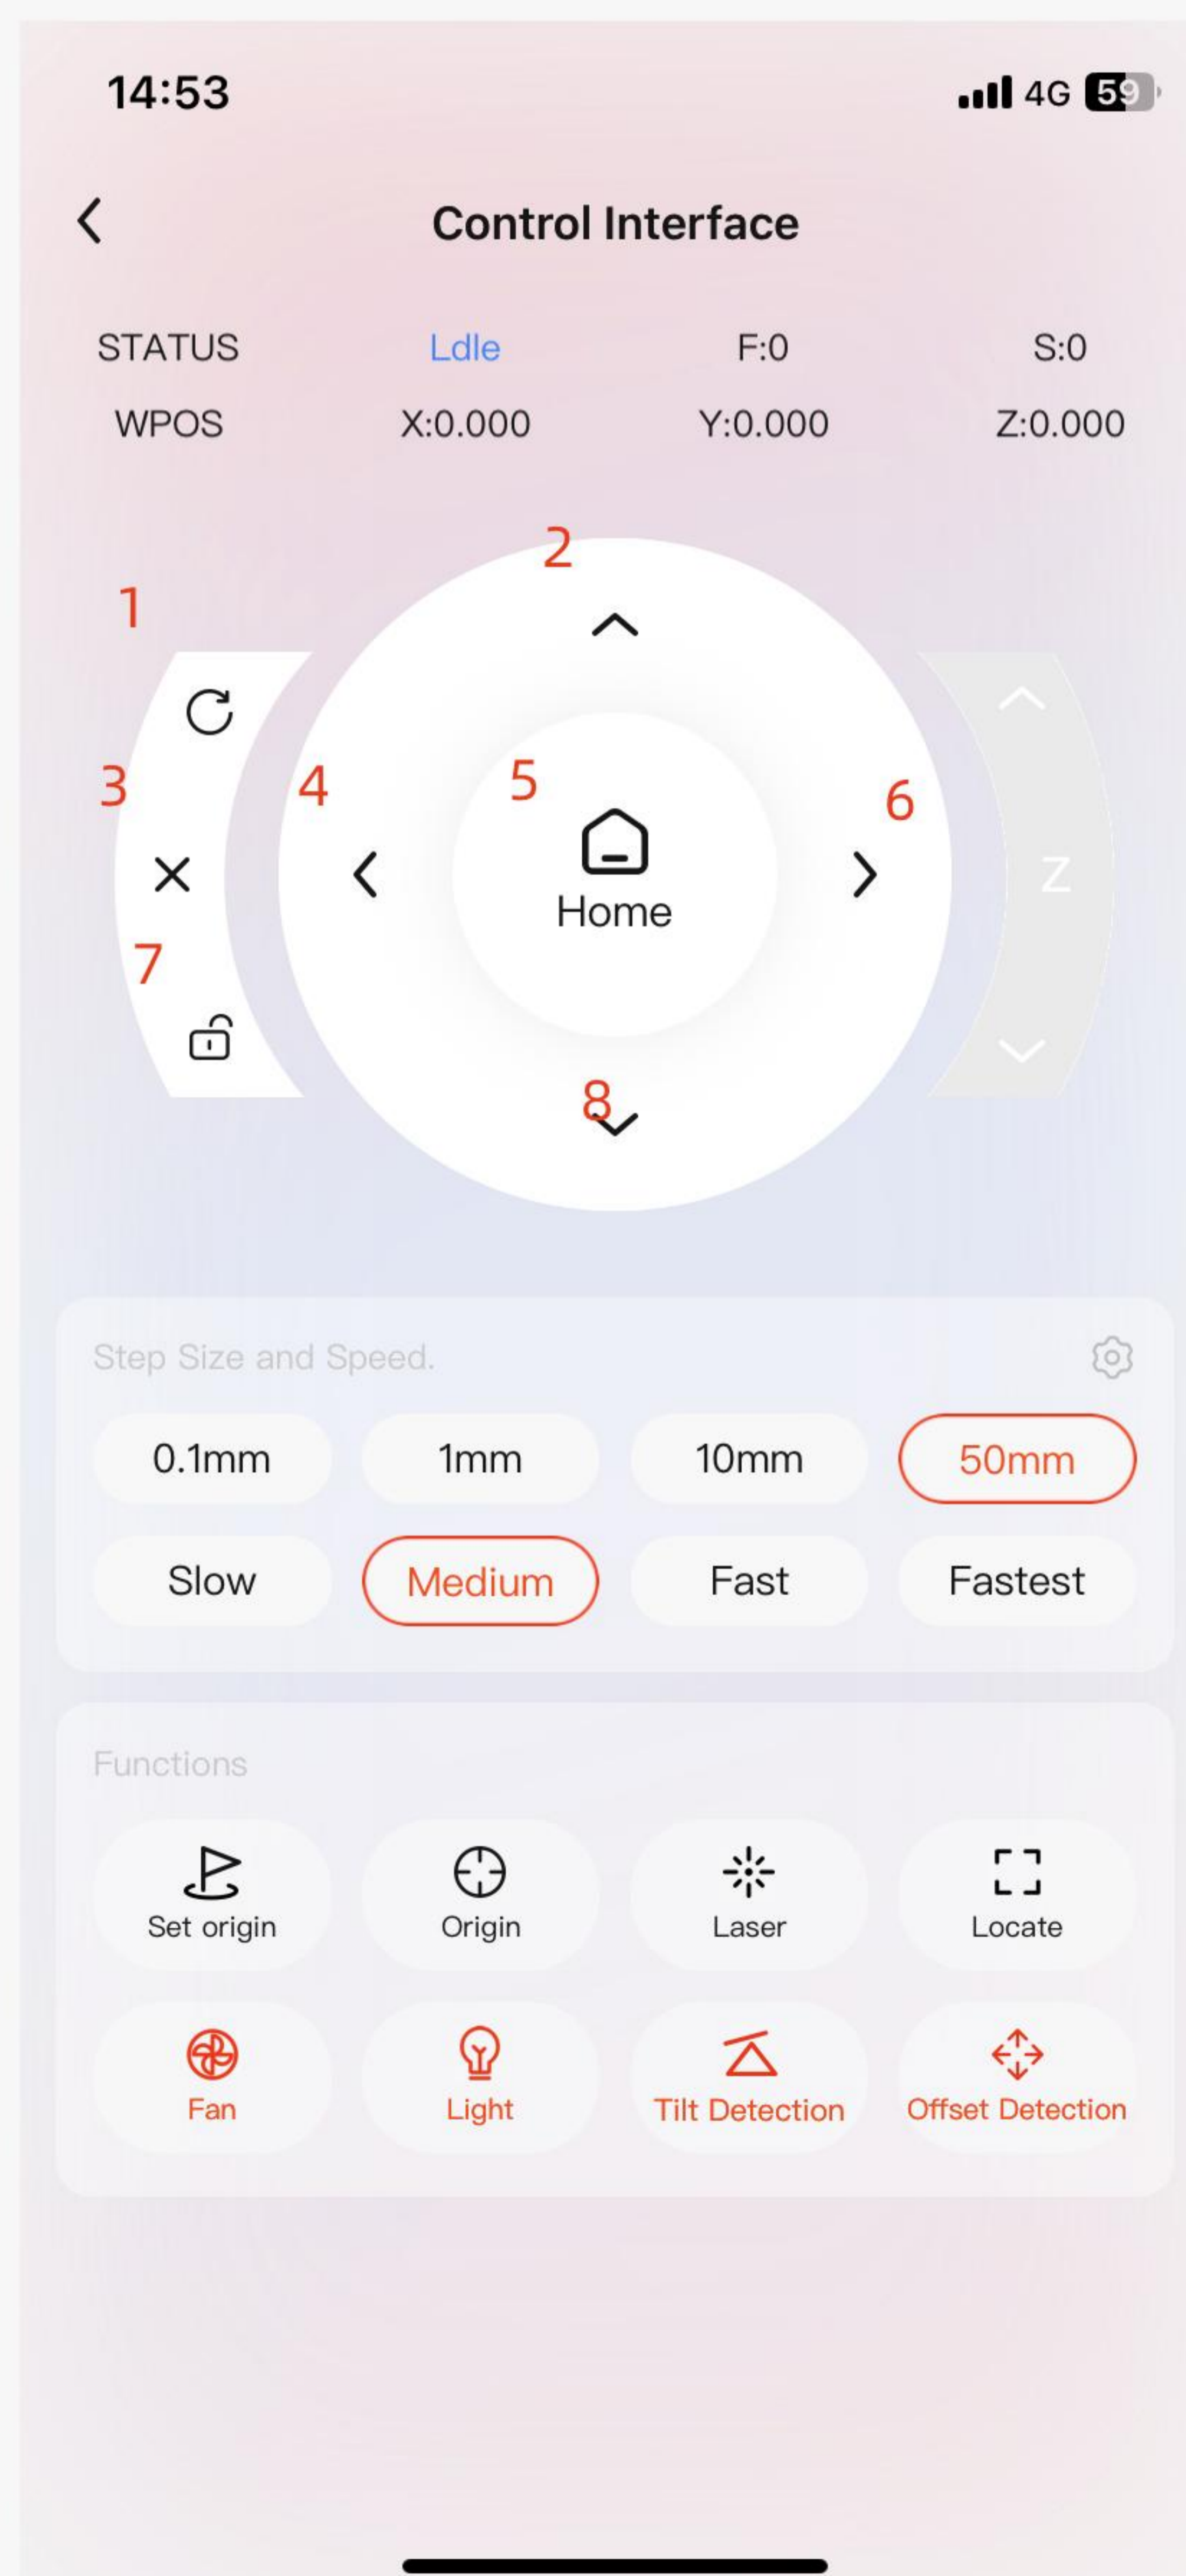 14:53 4G 59
Control Interface
STATUS Ldle F:0 S:0
WPOS X:0.000 Y:0.000 Z:0.000
2
1
3 4 5 6
Z
Home
7
8
Step Size and Speed.
0.1mm 1mm 10mm 50mm
Slow Medium Fast Fastest
Functions
Set origin Origin Laser Locate
Fan Light Tilt Detection Offset Detection